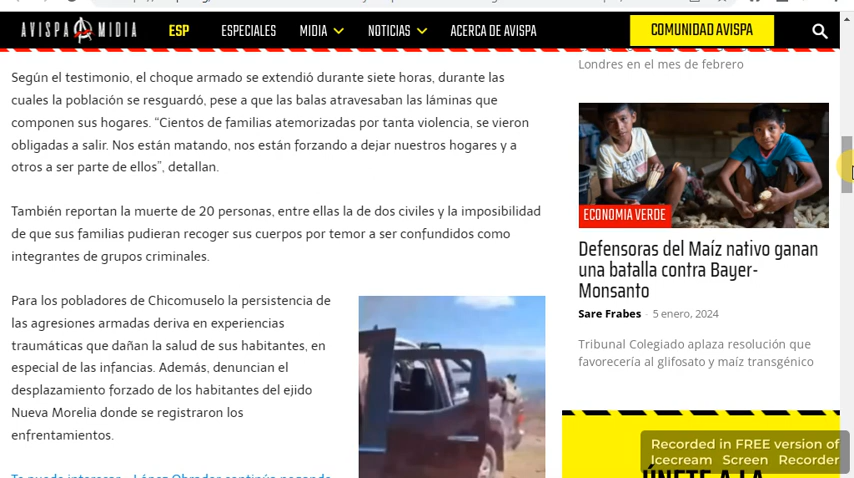 AVISPA MIDIA
ESP
ESPECIALES
MIDIA
NOTICIAS
ACERCA DE AVISPA
COMUNIDAD AVISPA
Según el testimonio, el choque armado se extendió durante siete horas, durante las
cuales la población se resguardó, pese a que las balas atravesaban las láminas que
componen sus hogares. “Cientos de familias atemorizadas por tanta violencia, se vieron
obligadas a salir. Nos están matando, nos están forzando a dejar nuestros hogares y a
otros a ser parte de ellos”, detallan.
También reportan la muerte de 20 personas, entre ellas la de dos civiles y la imposibilidad
de que sus familias pudieran recoger sus cuerpos por temor a ser confundidos como
integrantes de grupos criminales.
Para los pobladores de Chicomuselo la persistencia de
las agresiones armadas deriva en experiencias
traumáticas que dañan la salud de sus habitantes, en
especial de las infancias. Además, denuncian el
desplazamiento forzado de los habitantes del ejido
Nueva Morelia donde se registraron los
enfrentamientos.
Londres en el mes de febrero
ECONOMIA VERDE
Defensoras del Maíz nativo ganan
una batalla contra Bayer-
Monsanto
Sare Frabes - 5 enero, 2024
Tribunal Colegiado aplaza resolución que
favorecería al glifosato y maíz transgénico
ÚNETE A LA
Recorded in FREE version of
Icecream Screen Recorder